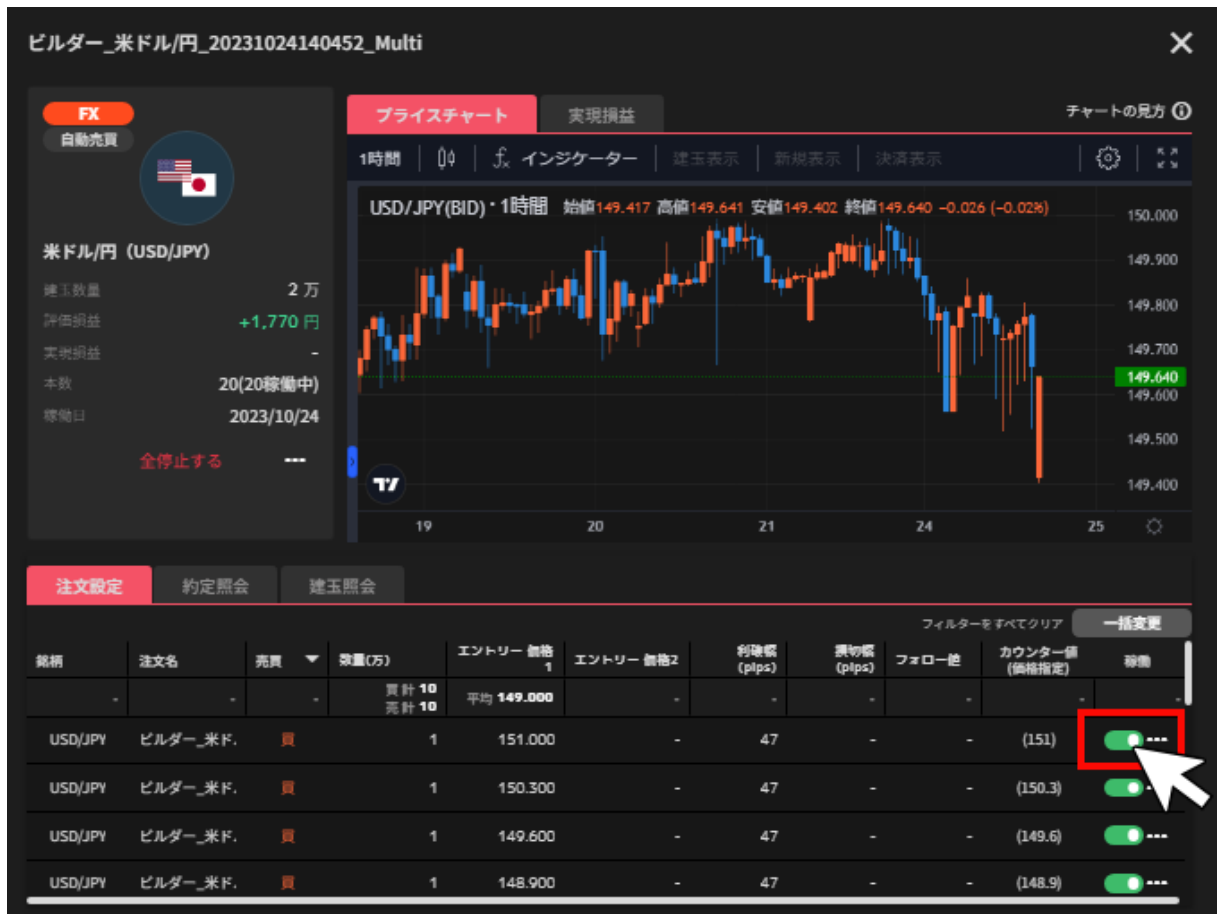 ビルダー_米ドル/円_20231024140452_Multi
FX
自動売買
米ドル/円（USD/JPY）
建玉数量 2 万
評価損益 +1,770 円
実現損益 -
本数 20(20稼働中)
稼働日 2023/10/24
全停止する
プライスチャート 実現損益 チャートの見方
1時間 fx インジケーター 建玉表示 新規表示 決済表示
USD/JPY(BID)・1時間 始値149.417 高値149.641 安値149.402 終値149.640 −0.026 (−0.02%)
150.000
149.900
149.800
149.700
149.640
149.600
149.500
149.400
19 20 21 24 25
注文設定 約定照会 建玉照会
フィルターをすべてクリア 一括変更
銘柄 注文名 売買 数量(万) エントリー 価格1 エントリー 価格2 利確幅(pips) 損切幅(pips) フォロー値 カウンター値(価格指定) 稼働
- - - 買計 10 売計 10 平均 149.000 - - - - - -
USD/JPY ビルダー_米ド. 買 1 151.000 - 47 - - (151)
USD/JPY ビルダー_米ド. 買 1 150.300 - 47 - - (150.3)
USD/JPY ビルダー_米ド. 買 1 149.600 - 47 - - (149.6)
USD/JPY ビルダー_米ド. 買 1 148.900 - 47 - - (148.9)